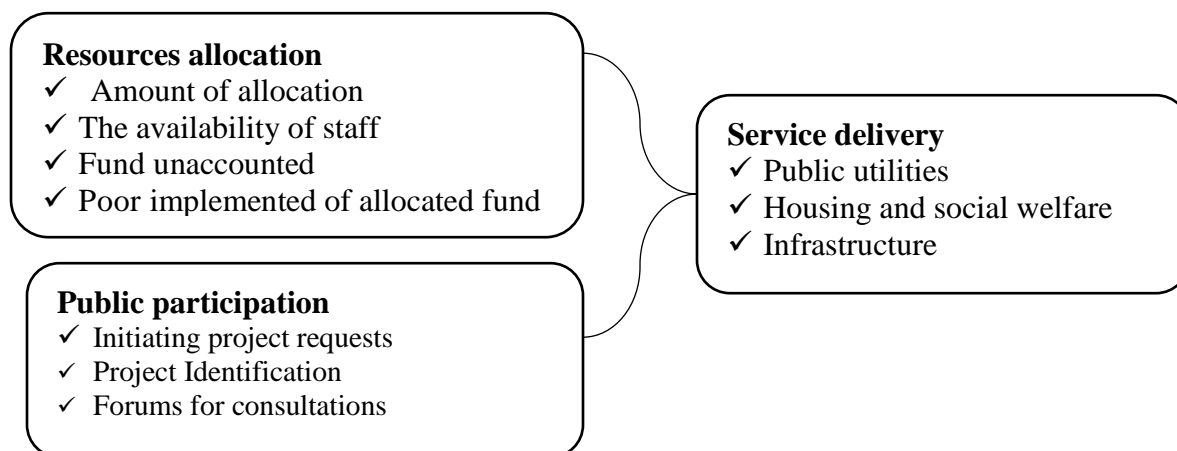 Resources allocation
✓ Amount of allocation
✓ The availability of staff
✓ Fund unaccounted
✓ Poor implemented of allocated fund
Public participation
✓ Initiating project requests
✓ Project Identification
✓ Forums for consultations
Service delivery
✓ Public utilities
✓ Housing and social welfare
✓ Infrastructure